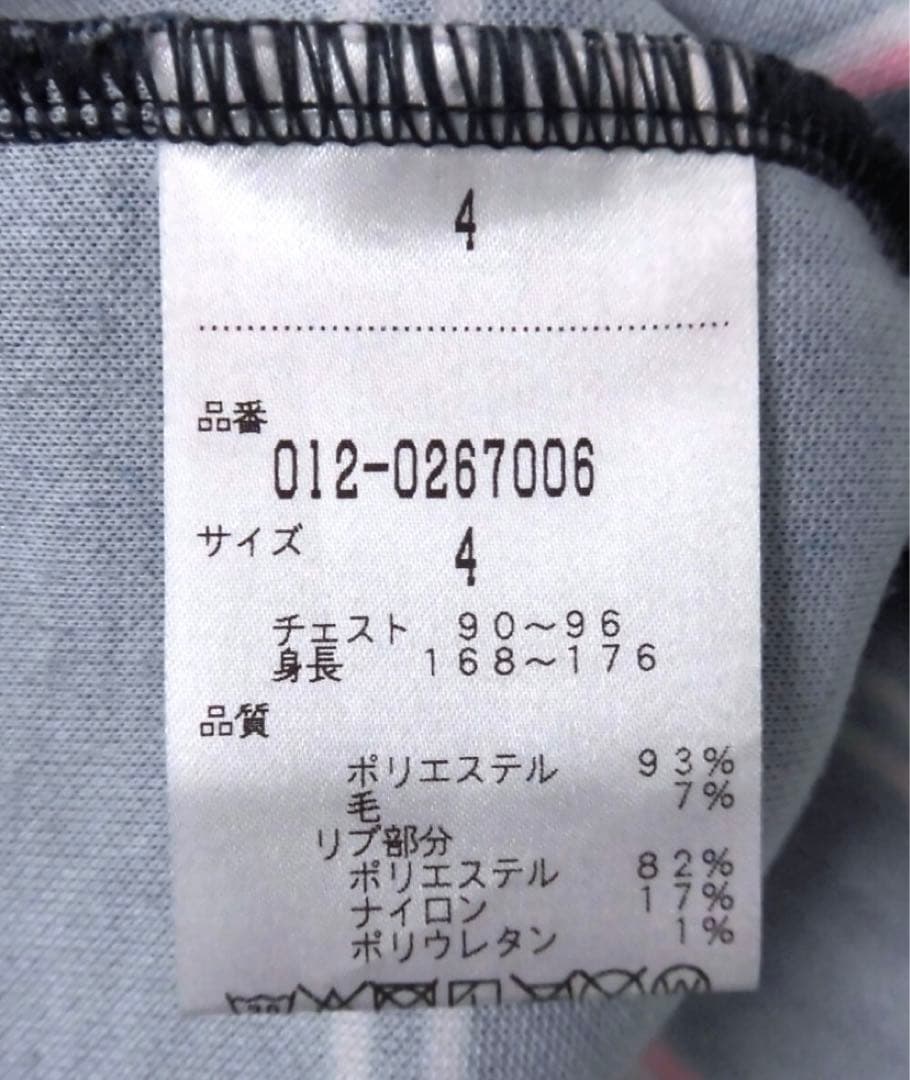 4
品番
012-0267006
サイズ 4
チェスト 90～96
身長 168～176
品質
ポリエステル 93%
毛 7%
リブ部分
ポリエステル 82%
ナイロン 17%
ポリウレタン 1%